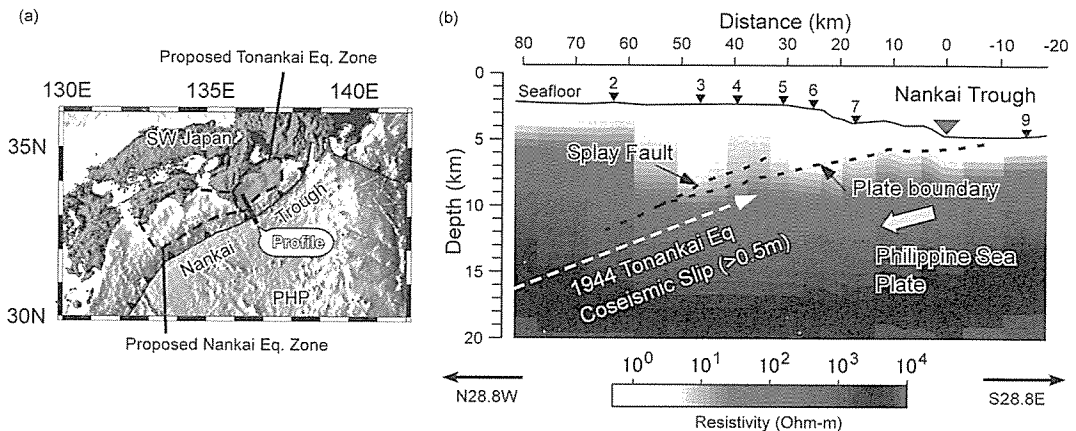 (a)
Proposed Tonankai Eq. Zone
130E 135E 140E
35N
30N
SW Japan
Nankai
Trough
Profile
PHP
Proposed Nankai Eq. Zone
(b)
Distance (km)
80 70 60 50 40 30 20 10 0 -10 -20
Depth (km)
0
5
10
15
20
Seafloor
2 3 4 5 6 7 9
Nankai Trough
Splay Fault
Plate boundary
1944 Tonankai Eq
Coseismic Slip (>0.5m)
Philippine Sea
Plate
N28.8W
S28.8E
10^0 10^1 10^2 10^3 10^4
Resistivity (Ohm-m)